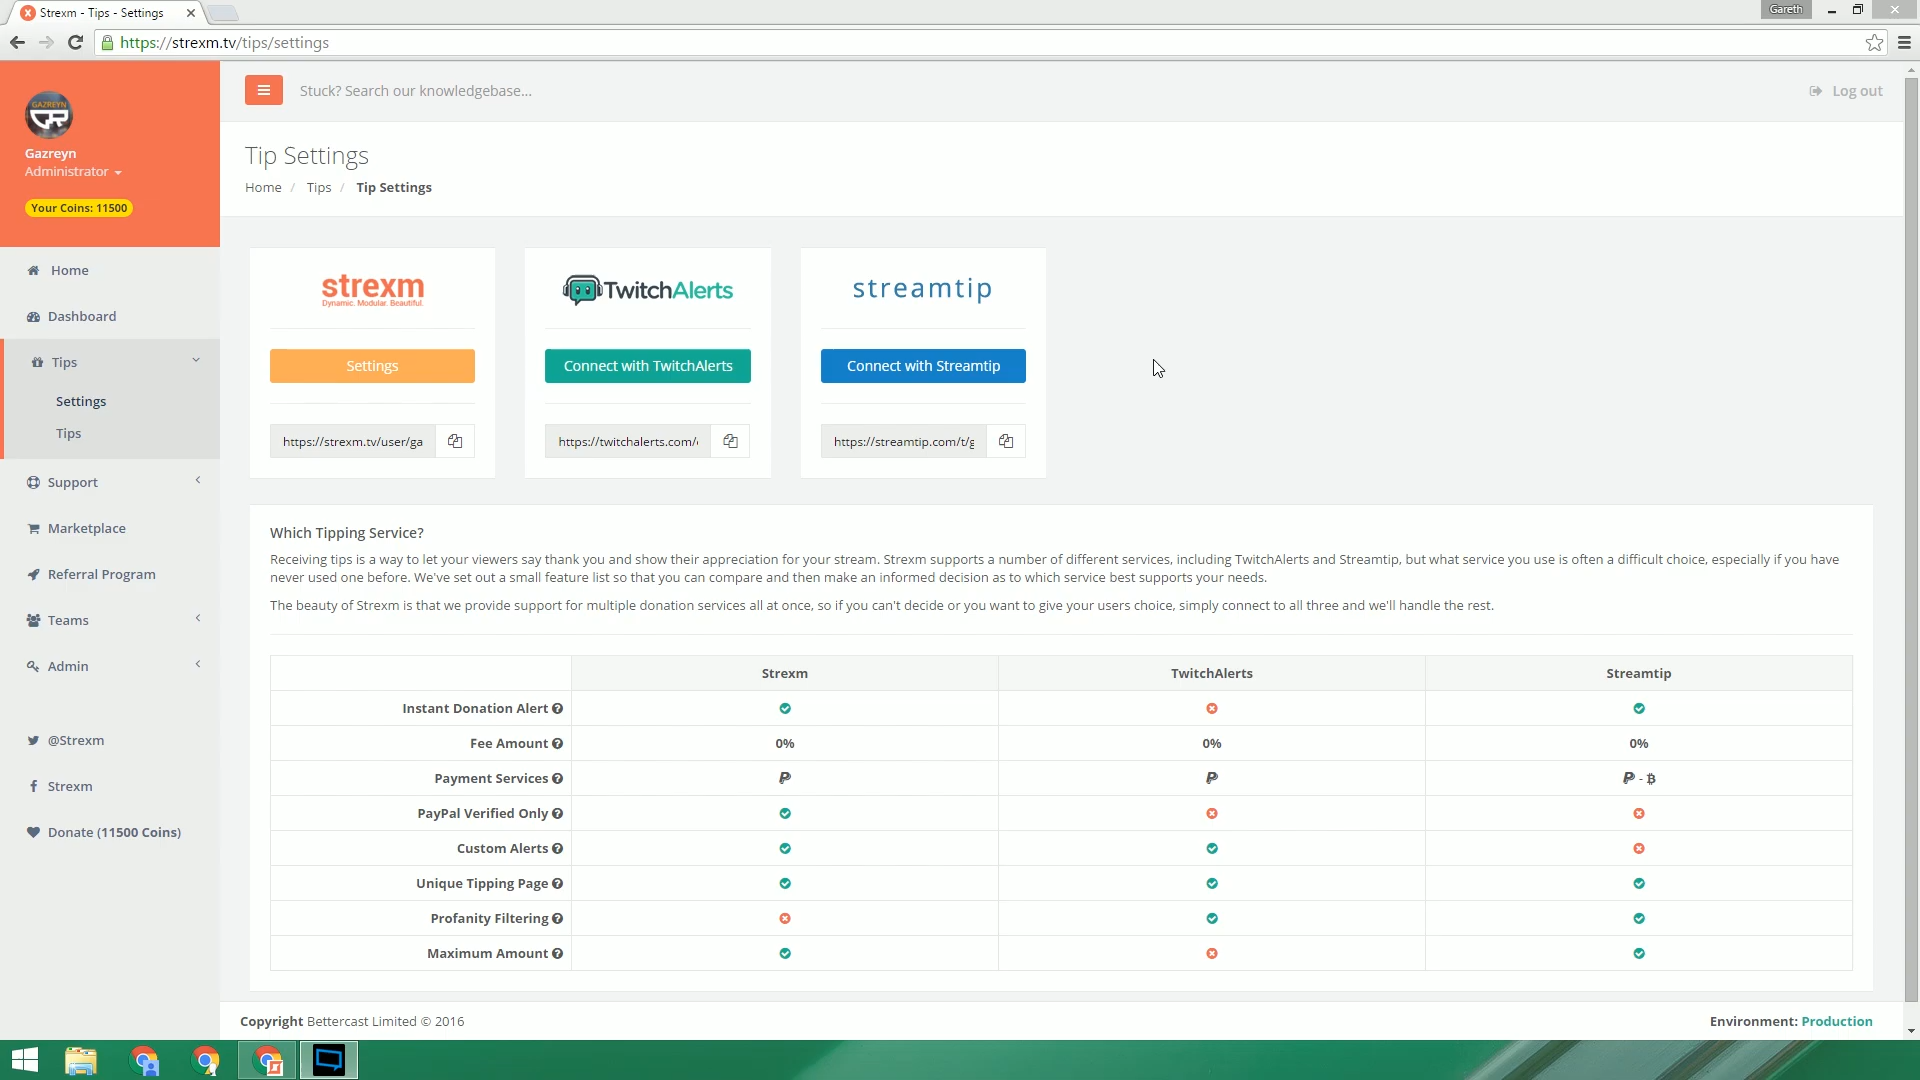 Strexm - Tips - Settings
Gareth
https://strexm.tv/tips/settings
Stuck? Search our knowledgebase...
Log out
GAZREYN
GR
Gazreyn
Administrator
Your Coins: 11500
Home
Dashboard
Tips
Settings
Tips
Support
Marketplace
Referral Program
Teams
Admin
@Strexm
Strexm
Donate (11500 Coins)
Tip Settings
Home / Tips / Tip Settings
strexm
Dynamic. Modular. Beautiful.
Settings
https://strexm.tv/user/ga
TwitchAlerts
Connect with TwitchAlerts
https://twitchalerts.com/
streamtip
Connect with Streamtip
https://streamtip.com/t/g
Which Tipping Service?
Receiving tips is a way to let your viewers say thank you and show their appreciation for your stream. Strexm supports a number of different services, including TwitchAlerts and Streamtip, but what service you use is often a difficult choice, especially if you have
never used one before. We've set out a small feature list so that you can compare and then make an informed decision as to which service best supports your needs.
The beauty of Strexm is that we provide support for multiple donation services all at once, so if you can't decide or you want to give your users choice, simply connect to all three and we'll handle the rest.
Strexm TwitchAlerts Streamtip
Instant Donation Alert
Fee Amount 0% 0% 0%
Payment Services -
PayPal Verified Only
Custom Alerts
Unique Tipping Page
Profanity Filtering
Maximum Amount
Copyright Bettercast Limited © 2016
Environment: Production